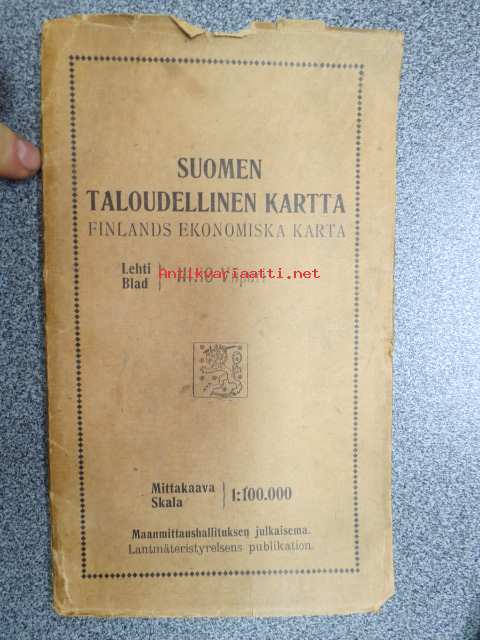 SUOMEN
TALOUDELLINEN KARTTA
FINLANDS EKONOMISKA KARTA
Lehti
Blad
Antikvariaatti.net
Mittakaava
Skala
1:100.000
Maanmittaushallituksen julkaisema.
Lantmäteristyrelsens publikation.